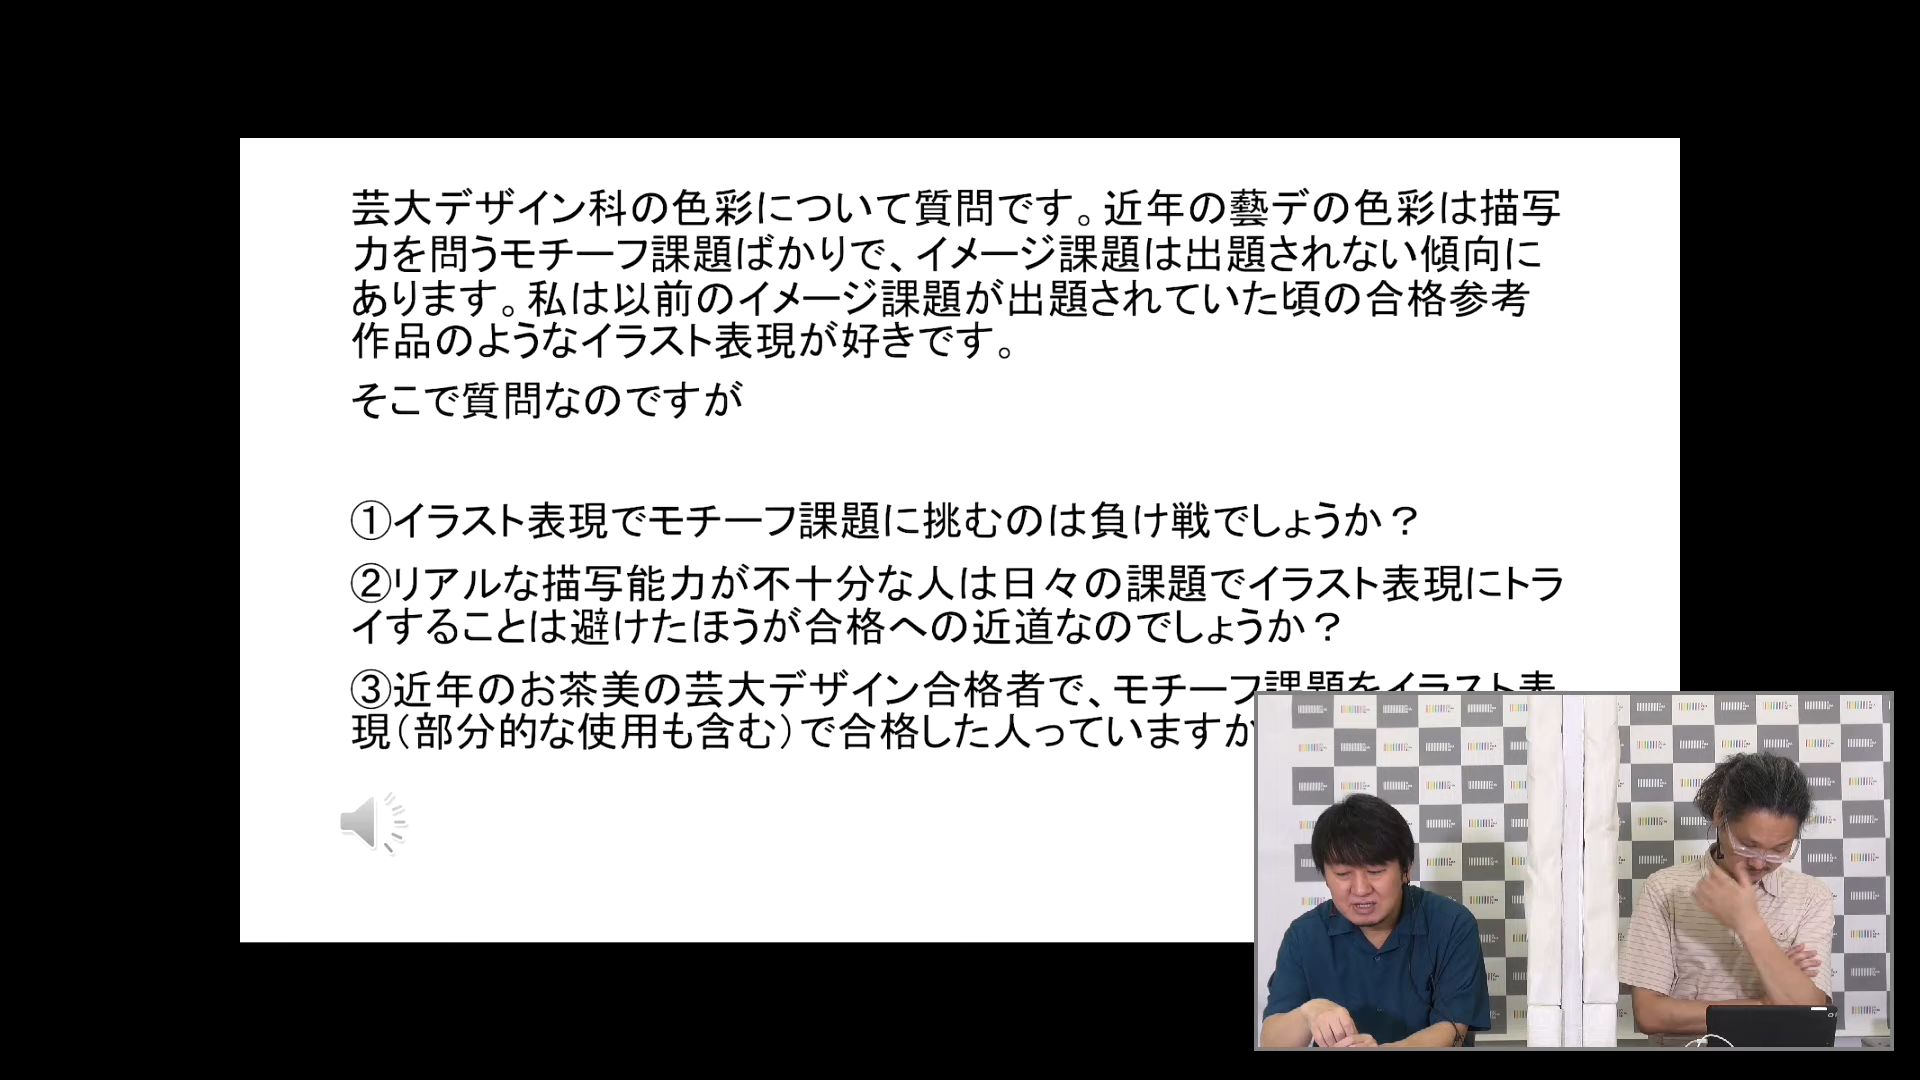 芸大デザイン科の色彩について質問です。近年の藝デの色彩は描写
力を問うモチーフ課題ばかりで、イメージ課題は出題されない傾向に
あります。私は以前のイメージ課題が出題されていた頃の合格参考
作品のようなイラスト表現が好きです。
そこで質問なのですが
①イラスト表現でモチーフ課題に挑むのは負け戦でしょうか？
②リアルな描写能力が不十分な人は日々の課題でイラスト表現にトラ
イすることは避けたほうが合格への近道なのでしょうか？
③近年のお茶美の芸大デザイン合格者で、モチーフ課題をイラスト表
現（部分的な使用も含む）で合格した人っていますか